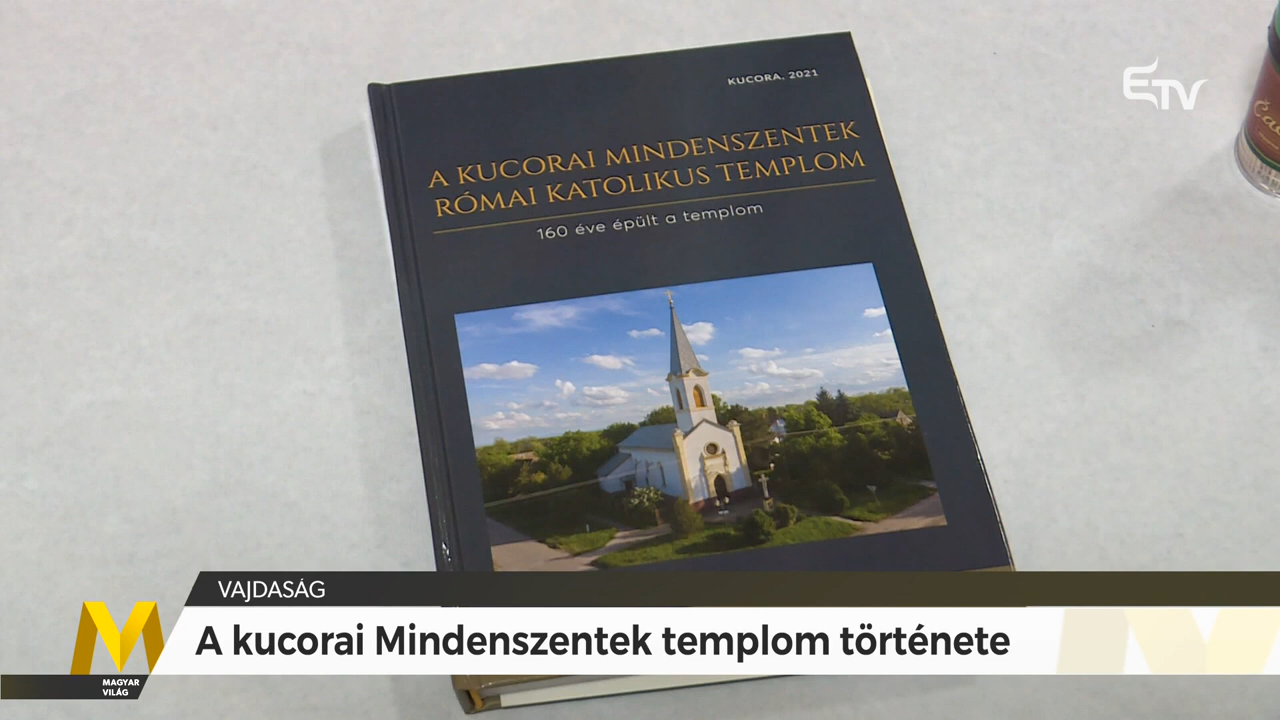 KUCORA, 2021
ETV
A KUCORAI MINDENSZENTEK
RÓMAI KATOLIKUS TEMPLOM
160 éve épült a templom
VAJDASÁG
A kucorai Mindenszentek templom története
MAGYAR
VILÁG